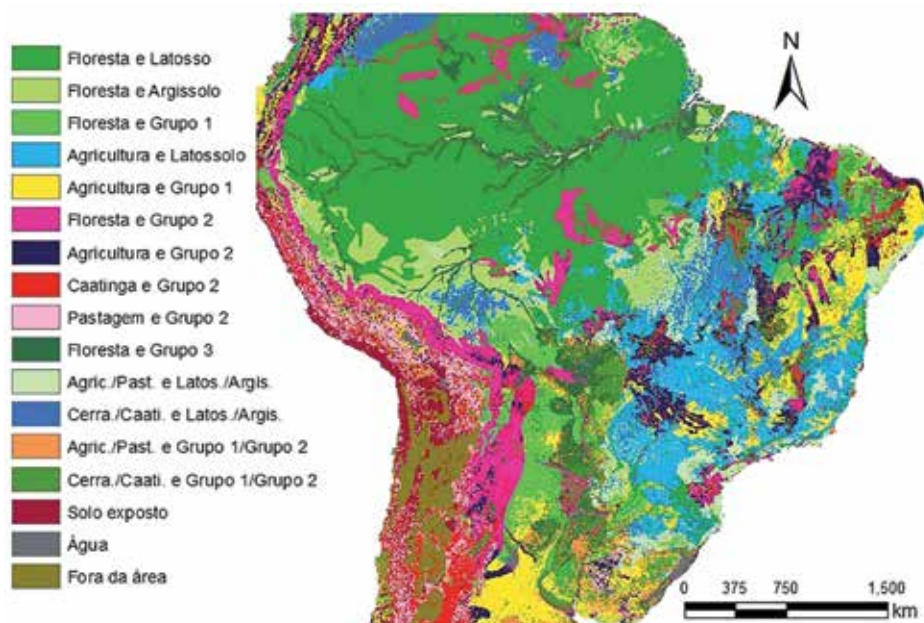 Floresta e Latosso
Floresta e Argissolo
Floresta e Grupo 1
Agricultura e Latossolo
Agricultura e Grupo 1
Floresta e Grupo 2
Agricultura e Grupo 2
Caatinga e Grupo 2
Pastagem e Grupo 2
Floresta e Grupo 3
Agric./Past. e Latos./Argis.
Cerra./Caati. e Latos./Argis.
Agric./Past. e Grupo 1/Grupo 2
Cerra./Caati. e Grupo 1/Grupo 2
Solo exposto
Água
Fora da área
N
0 375 750 1,500
km